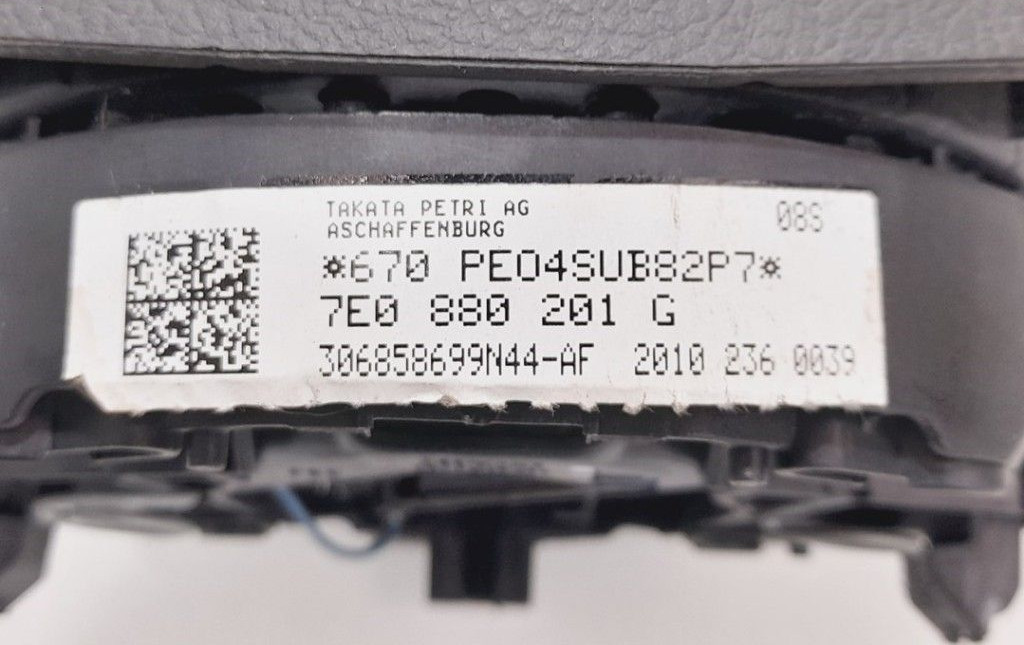 TAKATA PETRI AG 08S
ASCHAFFENBURG
*670 PE04SUB82P7*
7E0 880 201 G
306858699N44-AF 2010 236 0039